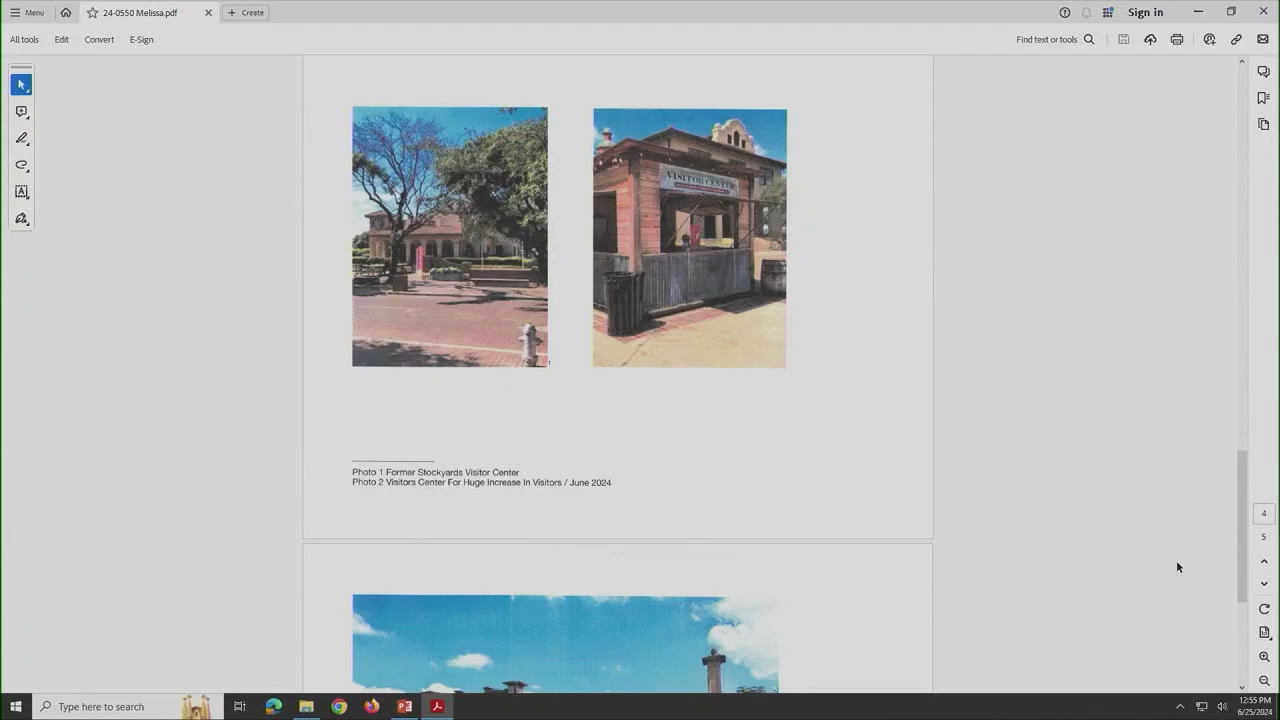 Menu
24-0550 Melissa.pdf
Create
Sign in
All tools
Edit
Convert
E-Sign
Find text or tools
VISITOR CENTER
1
Photo 1 Former Stockyards Visitor Center
Photo 2 Visitors Center For Huge Increase In Visitors / June 2024
4
5
Type here to search
12:55 PM
6/25/2024